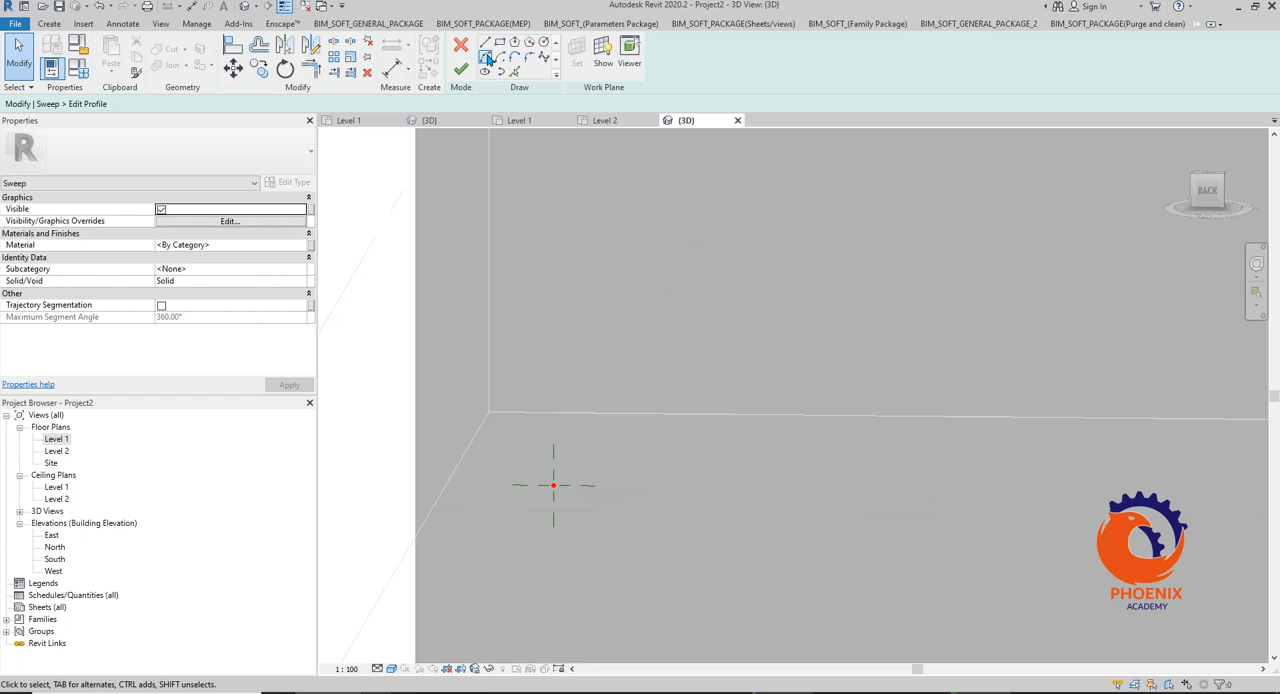 Autodesk Revit 2020.2 - Project2 - 3D View: {3D}
Sign In
File Create Annotate View Manage Add-Ins Enscape™ BIM_SOFT_GENERAL_PACKAGE BIM_SOFT_PACKAGE(MEP) BIM_SOFT_(Parameters Package) BIM_SOFT_PACKAGE(Sheets/views) BIM_SOFT_(Family Package) BIM_SOFT_GENERAL_PACKAGE_2 BIM_SOFT_PACKAGE(Purge and clean)
Modify Paste Cut Join Set Show Viewer
Select Properties Clipboard Geometry Modify Measure Create Mode Draw Work Plane
Modify | Sweep > Edit Profile
Properties
Level 1 {3D} Level 1 Level 2 {3D}
Sweep Edit Type
Graphics
Visible
Visibility/Graphics Overrides Edit...
Materials and Finishes
Material <By Category>
Identity Data
Subcategory <None>
Solid/Void Solid
Other
Trajectory Segmentation
Maximum Segment Angle 360.00°
Properties help Apply
Project Browser - Project2
Views (all)
Floor Plans
Level 1
Level 2
Site
Ceiling Plans
Level 1
Level 2
3D Views
Elevations (Building Elevation)
East
North
South
West
Legends
Schedules/Quantities (all)
Sheets (all)
Families
Groups
Revit Links
BACK
PHOENIX
ACADEMY
1 : 100
Click to select, TAB for alternates, CTRL adds, SHIFT unselects.
:0